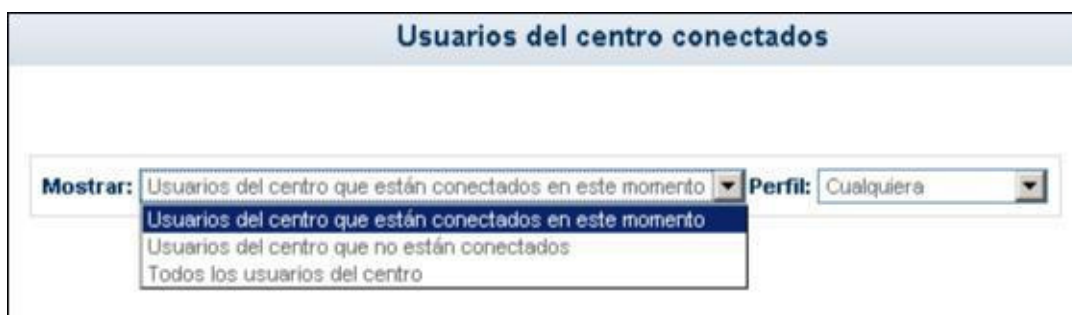 Usuarios del centro conectados
Mostrar: Usuarios del centro que están conectados en este momento Perfil: Cualquiera
Usuarios del centro que están conectados en este momento
Usuarios del centro que no están conectados
Todos los usuarios del centro